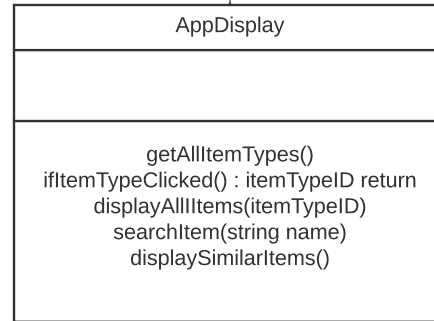 AppDisplay
getAllItemTypes()
ifItemTypeClicked() : itemTypeID return
displayAllIItems(itemTypeID)
searchItem(string name)
displaySimilarItems()